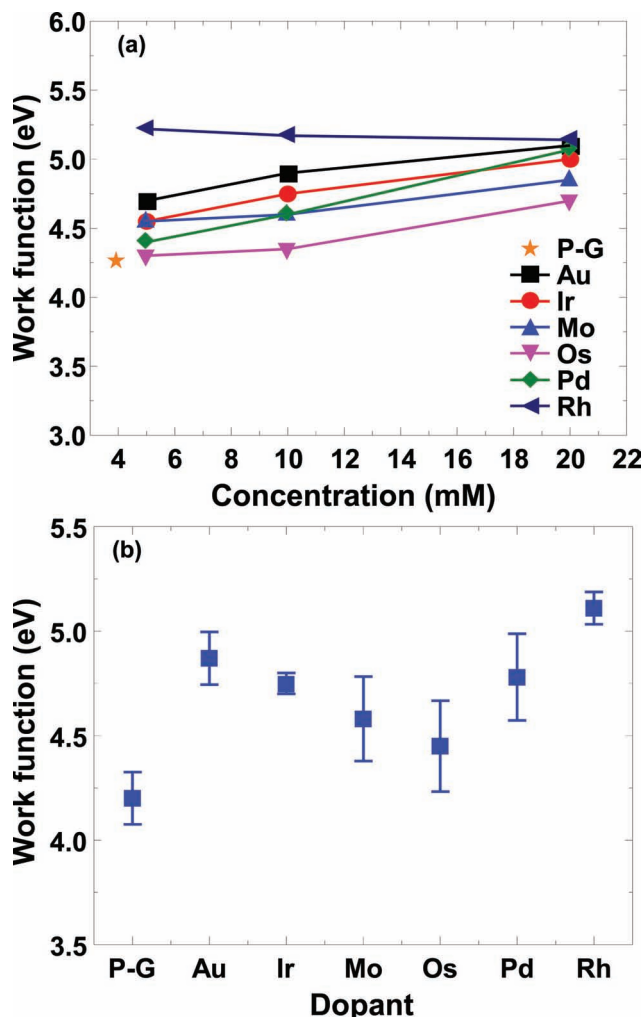 (a)
Work function (eV)
6.0
5.5
5.0
4.5
4.0
3.5
3.0
P-G
Au
Ir
Mo
Os
Pd
Rh
4 6 8 10 12 14 16 18 20 22
Concentration (mM)
(b)
Work function (eV)
5.5
5.0
4.5
4.0
3.5
P-G Au Ir Mo Os Pd Rh
Dopant